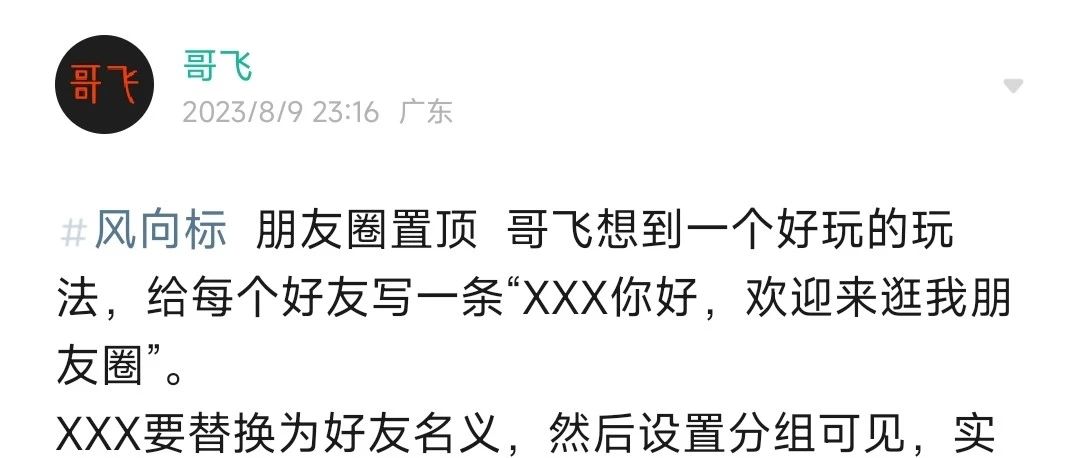 哥飞
哥飞
2023/8/9 23:16 广东
#风向标 朋友圈置顶 哥飞想到一个好玩的玩
法，给每个好友写一条“XXX你好，欢迎来逛我朋
友圈”。
XXX要替换为好友名义，然后设置分组可见，实